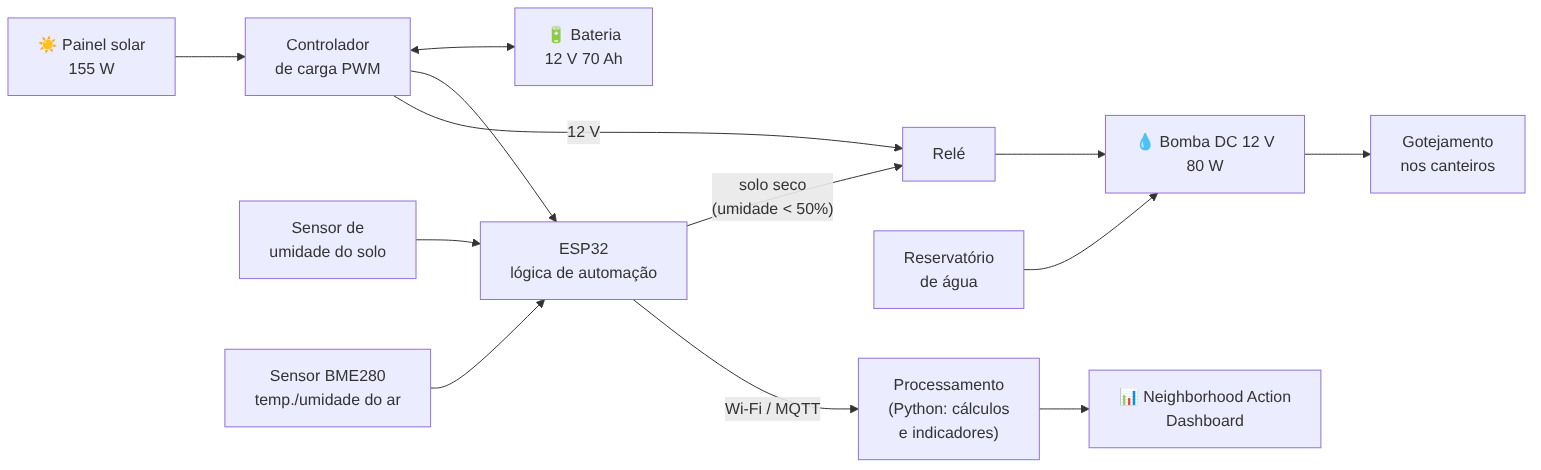 ☀️ Painel solar
155 W
Controlador
de carga PWM
🔋 Bateria
12 V 70 Ah
12 V
Relé
💧 Bomba DC 12 V
80 W
Gotejamento
nos canteiros
solo seco
(umidade < 50%)
Sensor de
umidade do solo
ESP32
lógica de automação
Reservatório
de água
Sensor BME280
temp./umidade do ar
Wi-Fi / MQTT
Processamento
(Python: cálculos
e indicadores)
📊 Neighborhood Action
Dashboard